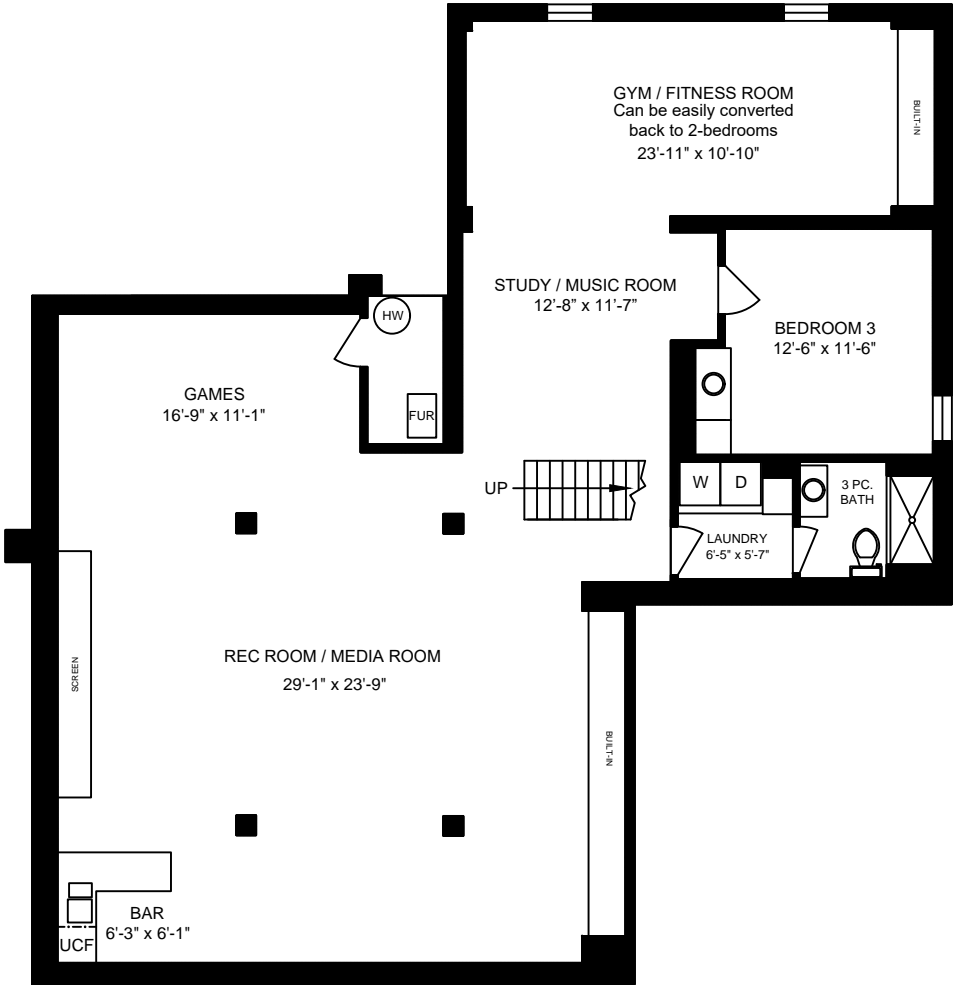 GYM / FITNESS ROOM
Can be easily converted
back to 2-bedrooms
23'-11" x 10'-10"
BUILT-IN
STUDY / MUSIC ROOM
12'-8” x 11'-7”
HW
BEDROOM 3
12'-6" x 11'-6"
GAMES
16'-9" x 11'-1"
FUR
UP
W
D
3 PC.
BATH
LAUNDRY
6'-5" x 5'-7"
REC ROOM / MEDIA ROOM
29'-1" x 23'-9"
SCREEN
BUILT-IN
BAR
6'-3" x 6'-1"
UCF